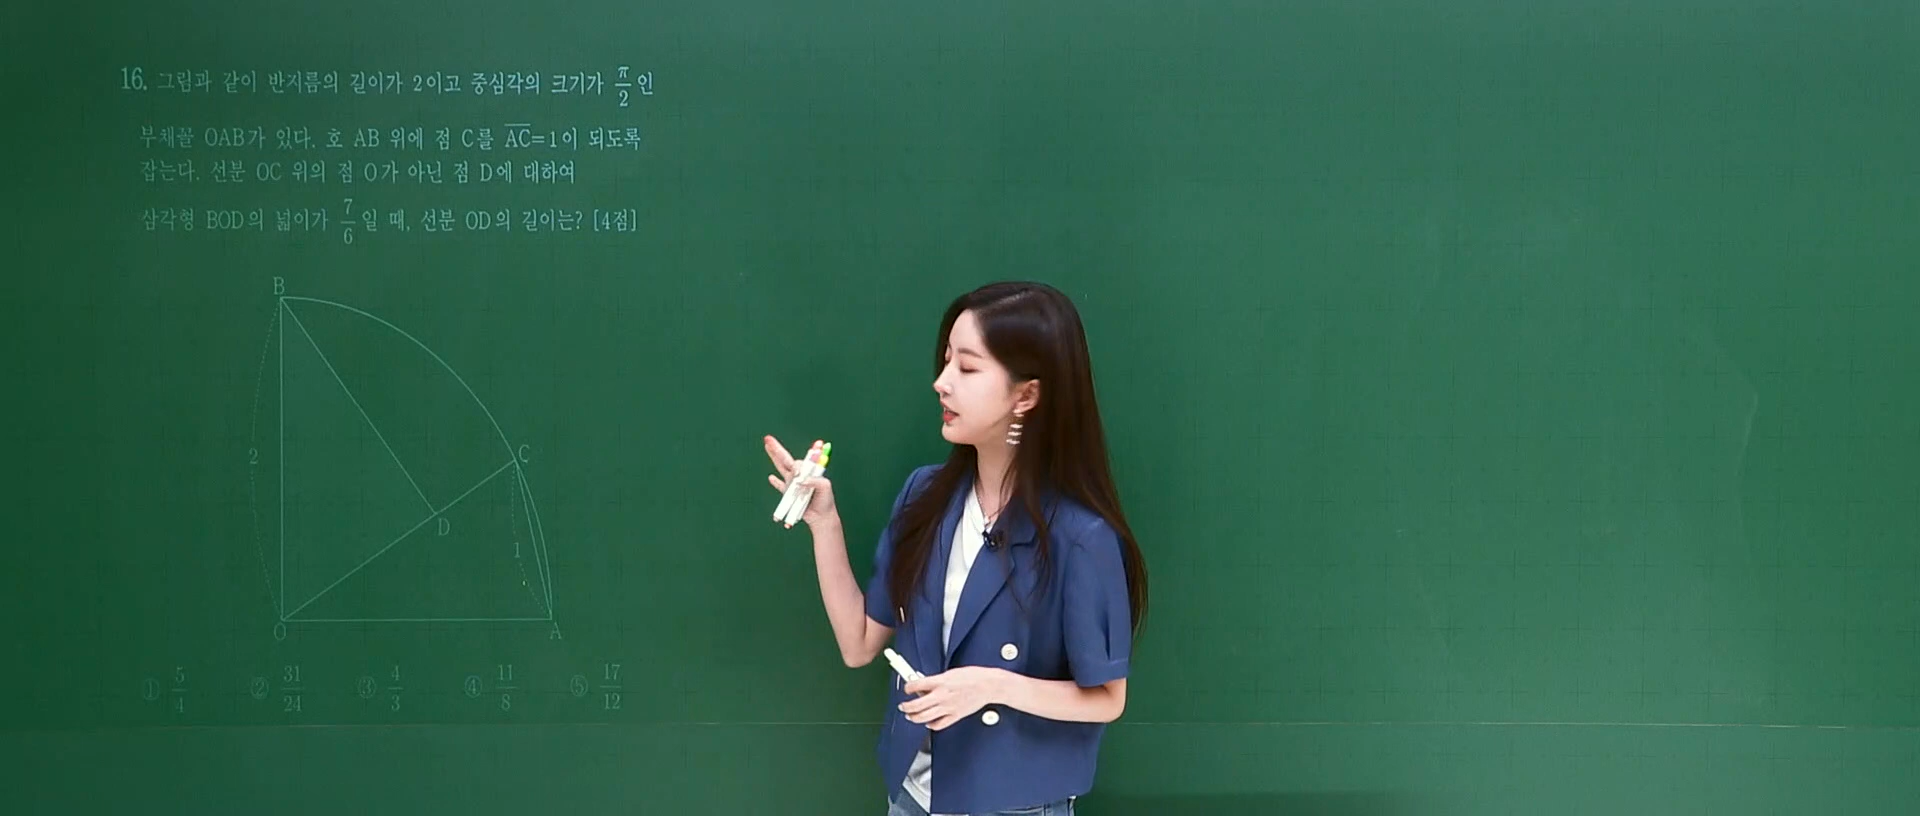 16. 그림과 같이 반지름의 길이가 2이고 중심각의 크기가 π/2인
부채꼴 OAB가 있다. 호 AB 위에 점 C를 AC=1이 되도록
잡는다. 선분 OC 위의 점 O가 아닌 점 D에 대하여
삼각형 BOD의 넓이가 7/6일 때, 선분 OD의 길이는? [4점]
B
2
C
D
1
O
A
① 5/4 ② 31/24 ③ 4/3 ④ 11/8 ⑤ 17/12